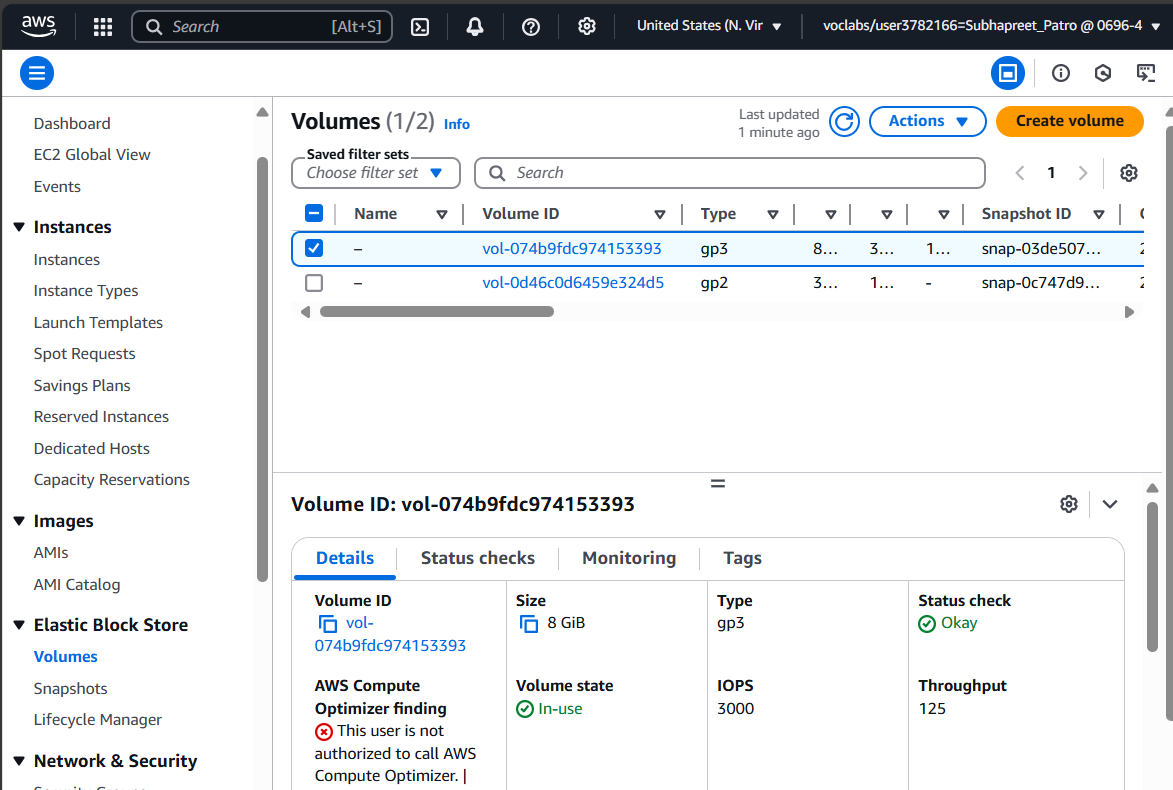 aws
Search [Alt+S]
United States (N. Vir
voclabs/user3782166=Subhapreet_Patro @ 0696-4
Dashboard
EC2 Global View
Events
Instances
Instances
Instance Types
Launch Templates
Spot Requests
Savings Plans
Reserved Instances
Dedicated Hosts
Capacity Reservations
Images
AMIs
AMI Catalog
Elastic Block Store
Volumes
Snapshots
Lifecycle Manager
Network & Security
Volumes (1/2) Info
Last updated
1 minute ago
Actions
Create volume
Saved filter sets
Choose filter set
Search
1
Name Volume ID Type Snapshot ID
– vol-074b9fdc974153393 gp3 8... 3... 1... snap-03de507...
– vol-0d46c0d6459e324d5 gp2 3... 1... - snap-0c747d9...
Volume ID: vol-074b9fdc974153393
Details Status checks Monitoring Tags
Volume ID
vol-
074b9fdc974153393
Size
8 GiB
Type
gp3
Status check
Okay
AWS Compute
Optimizer finding
This user is not
authorized to call AWS
Compute Optimizer. |
Volume state
In-use
IOPS
3000
Throughput
125